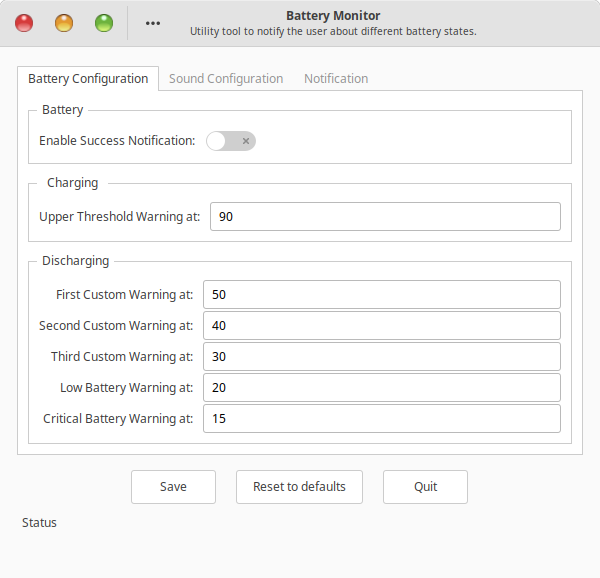 Battery Monitor
Utility tool to notify the user about different battery states.
Battery Configuration Sound Configuration Notification
Battery
Enable Success Notification:
Charging
Upper Threshold Warning at: 90
Discharging
First Custom Warning at: 50
Second Custom Warning at: 40
Third Custom Warning at: 30
Low Battery Warning at: 20
Critical Battery Warning at: 15
Save Reset to defaults Quit
Status